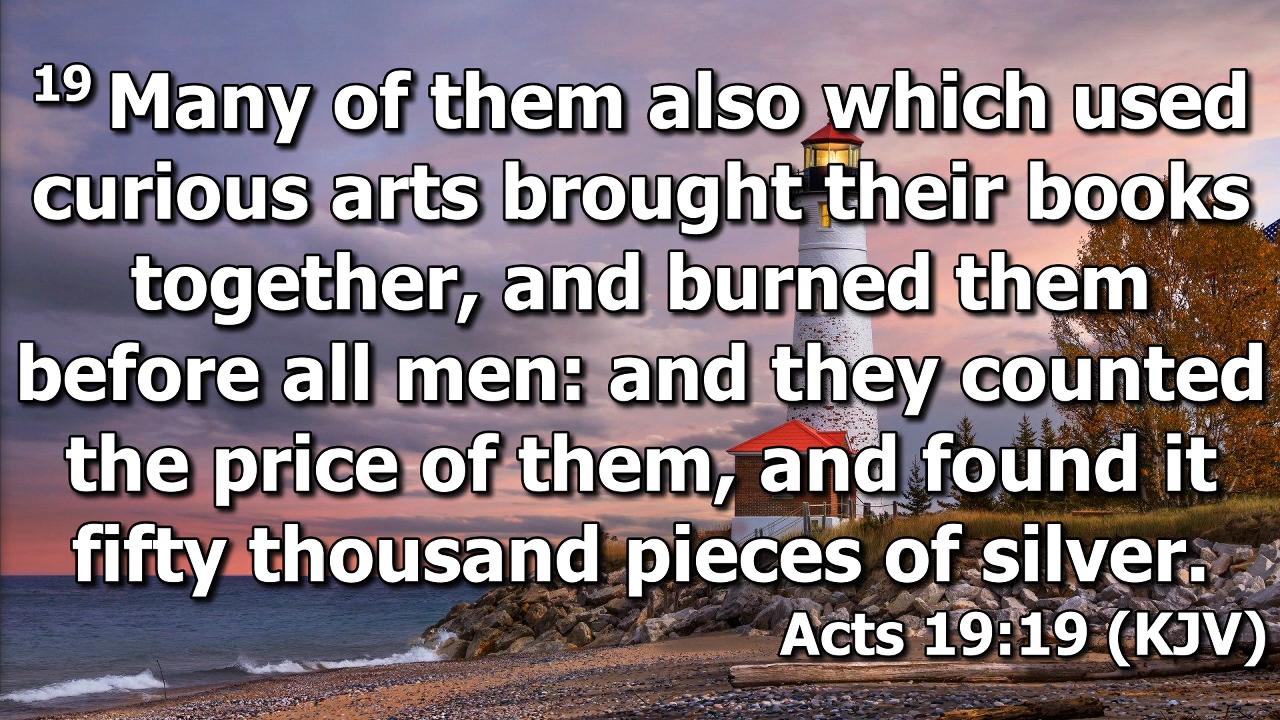 19 Many of them also which used
curious arts brought their books
together, and burned them
before all men: and they counted
the price of them, and found it
fifty thousand pieces of silver.
Acts 19:19 (KJV)